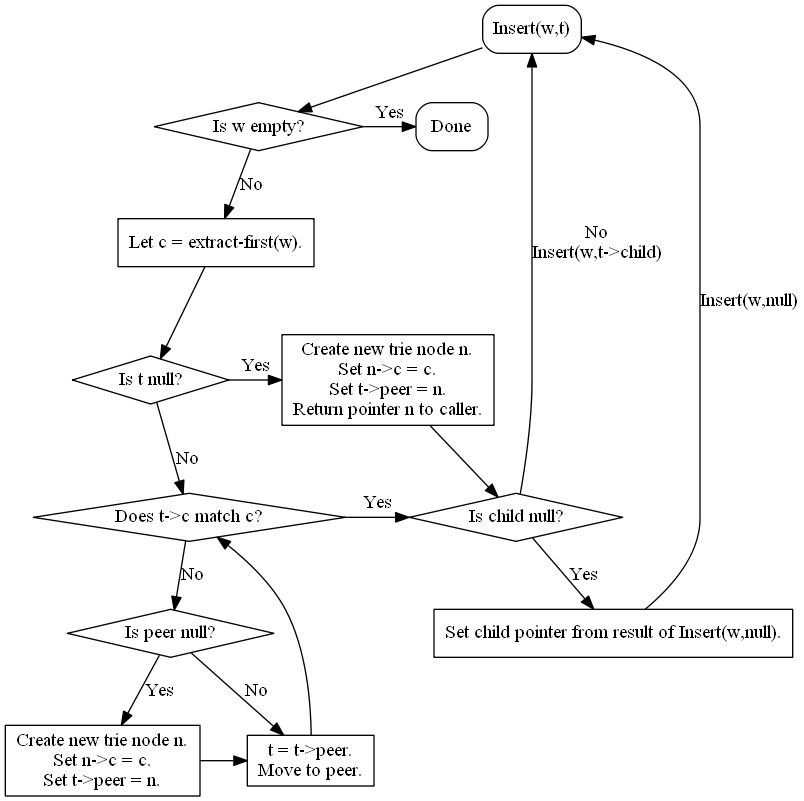 Insert(w,t)
Is w empty?
Yes
Done
No
Let c = extract-first(w).
No
Insert(w,t->child)
Insert(w,null)
Is t null?
Yes
Create new trie node n.
Set n->c = c.
Set t->peer = n.
Return pointer n to caller.
No
Does t->c match c?
Yes
Is child null?
No
Yes
Is peer null?
Set child pointer from result of Insert(w,null).
Yes
No
Create new trie node n.
Set n->c = c.
Set t->peer = n.
t = t->peer.
Move to peer.